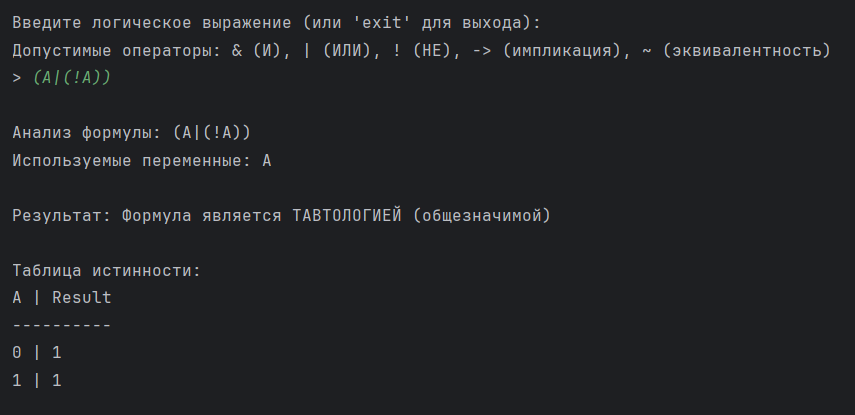 Введите логическое выражение (или 'exit' для выхода):
Допустимые операторы: & (И), | (ИЛИ), ! (НЕ), -> (импликация), ~ (эквивалентность)
> (A|(!A))
Анализ формулы: (A|(!A))
Используемые переменные: A
Результат: Формула является ТАВТОЛОГИЕЙ (общезначимой)
Таблица истинности:
A | Result
----------
0 | 1
1 | 1